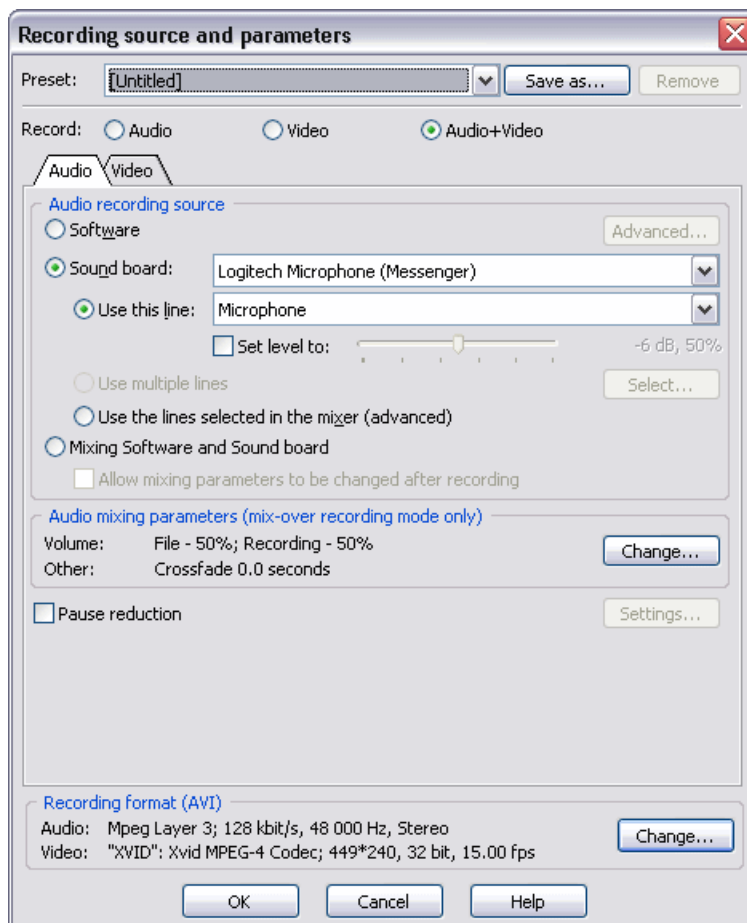 Recording source and parameters
Preset: [Untitled] Save as... Remove
Record: Audio Video Audio+Video
Audio Video
Audio recording source
Software Advanced...
Sound board: Logitech Microphone (Messenger)
Use this line: Microphone
Set level to: -6 dB, 50%
Use multiple lines Select...
Use the lines selected in the mixer (advanced)
Mixing Software and Sound board
Allow mixing parameters to be changed after recording
Audio mixing parameters (mix-over recording mode only)
Volume: File - 50%; Recording - 50%
Change...
Other: Crossfade 0.0 seconds
Pause reduction Settings...
Recording format (AVI)
Audio: Mpeg Layer 3; 128 kbit/s, 48 000 Hz, Stereo
Change...
Video: "XVID": Xvid MPEG-4 Codec; 449*240, 32 bit, 15.00 fps
OK Cancel Help